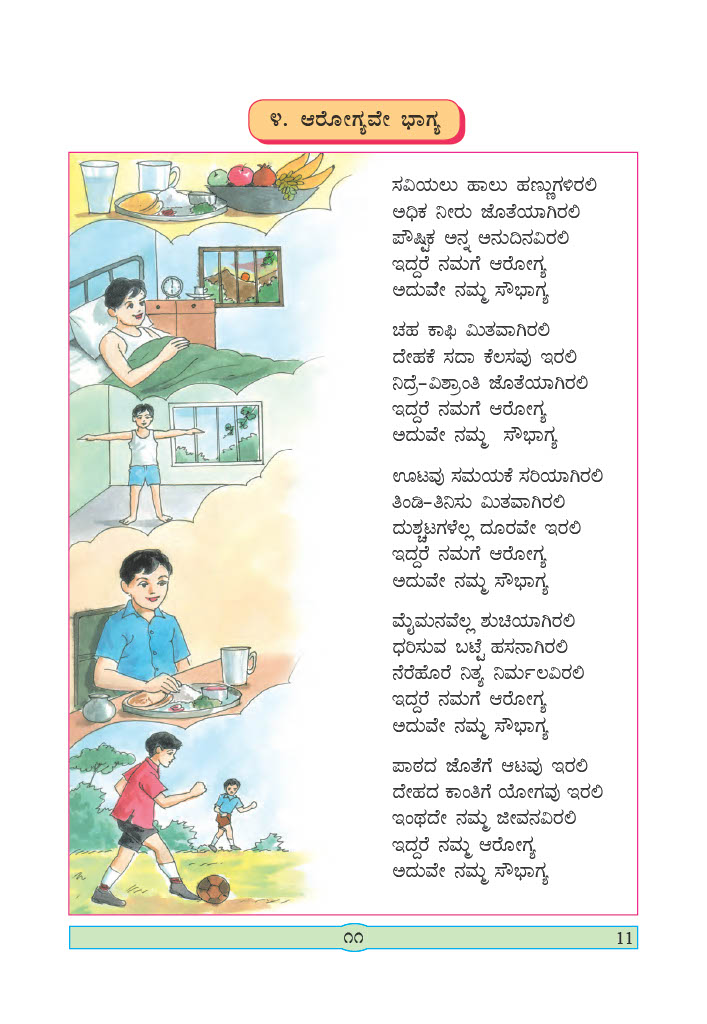 ೪. ಆರೋಗ್ಯವೇ ಭಾಗ್ಯ
ಸವಿಯಲು ಹಾಲು ಹಣ್ಣುಗಳಿರಲಿ
ಅಧಿಕ ನೀರು ಜೊತೆಯಾಗಿರಲಿ
ಪೌಷ್ಟಿಕ ಅನ್ನ ಅನುದಿನವಿರಲಿ
ಇದ್ದರೆ ನಮಗೆ ಆರೋಗ್ಯ
ಅದುವೇ ನಮ್ಮ ಸೌಭಾಗ್ಯ
ಚಹ ಕಾಫಿ ಮಿತವಾಗಿರಲಿ
ದೇಹಕೆ ಸದಾ ಕೆಲಸವು ಇರಲಿ
ನಿದ್ರೆ-ವಿಶ್ರಾಂತಿ ಜೊತೆಯಾಗಿರಲಿ
ಇದ್ದರೆ ನಮಗೆ ಆರೋಗ್ಯ
ಅದುವೇ ನಮ್ಮ ಸೌಭಾಗ್ಯ
ಊಟವು ಸಮಯಕೆ ಸರಿಯಾಗಿರಲಿ
ತಿಂಡಿ-ತಿನಿಸು ಮಿತವಾಗಿರಲಿ
ದುಶ್ಚಟಗಳೆಲ್ಲ ದೂರವೇ ಇರಲಿ
ಇದ್ದರೆ ನಮಗೆ ಆರೋಗ್ಯ
ಅದುವೇ ನಮ್ಮ ಸೌಭಾಗ್ಯ
ಮೈಮನವೆಲ್ಲ ಶುಚಿಯಾಗಿರಲಿ
ಧರಿಸುವ ಬಟ್ಟೆ ಹಸನಾಗಿರಲಿ
ನೆರೆಹೊರೆ ನಿತ್ಯ ನಿರ್ಮಲವಿರಲಿ
ಇದ್ದರೆ ನಮಗೆ ಆರೋಗ್ಯ
ಅದುವೇ ನಮ್ಮ ಸೌಭಾಗ್ಯ
ಪಾಠದ ಜೊತೆಗೆ ಆಟವು ಇರಲಿ
ದೇಹದ ಕಾಂತಿಗೆ ಯೋಗವು ಇರಲಿ
ಇಂಥದೇ ನಮ್ಮ ಜೀವನವಿರಲಿ
ಇದ್ದರೆ ನಮ್ಮ ಆರೋಗ್ಯ
ಅದುವೇ ನಮ್ಮ ಸೌಭಾಗ್ಯ
೧೧
11